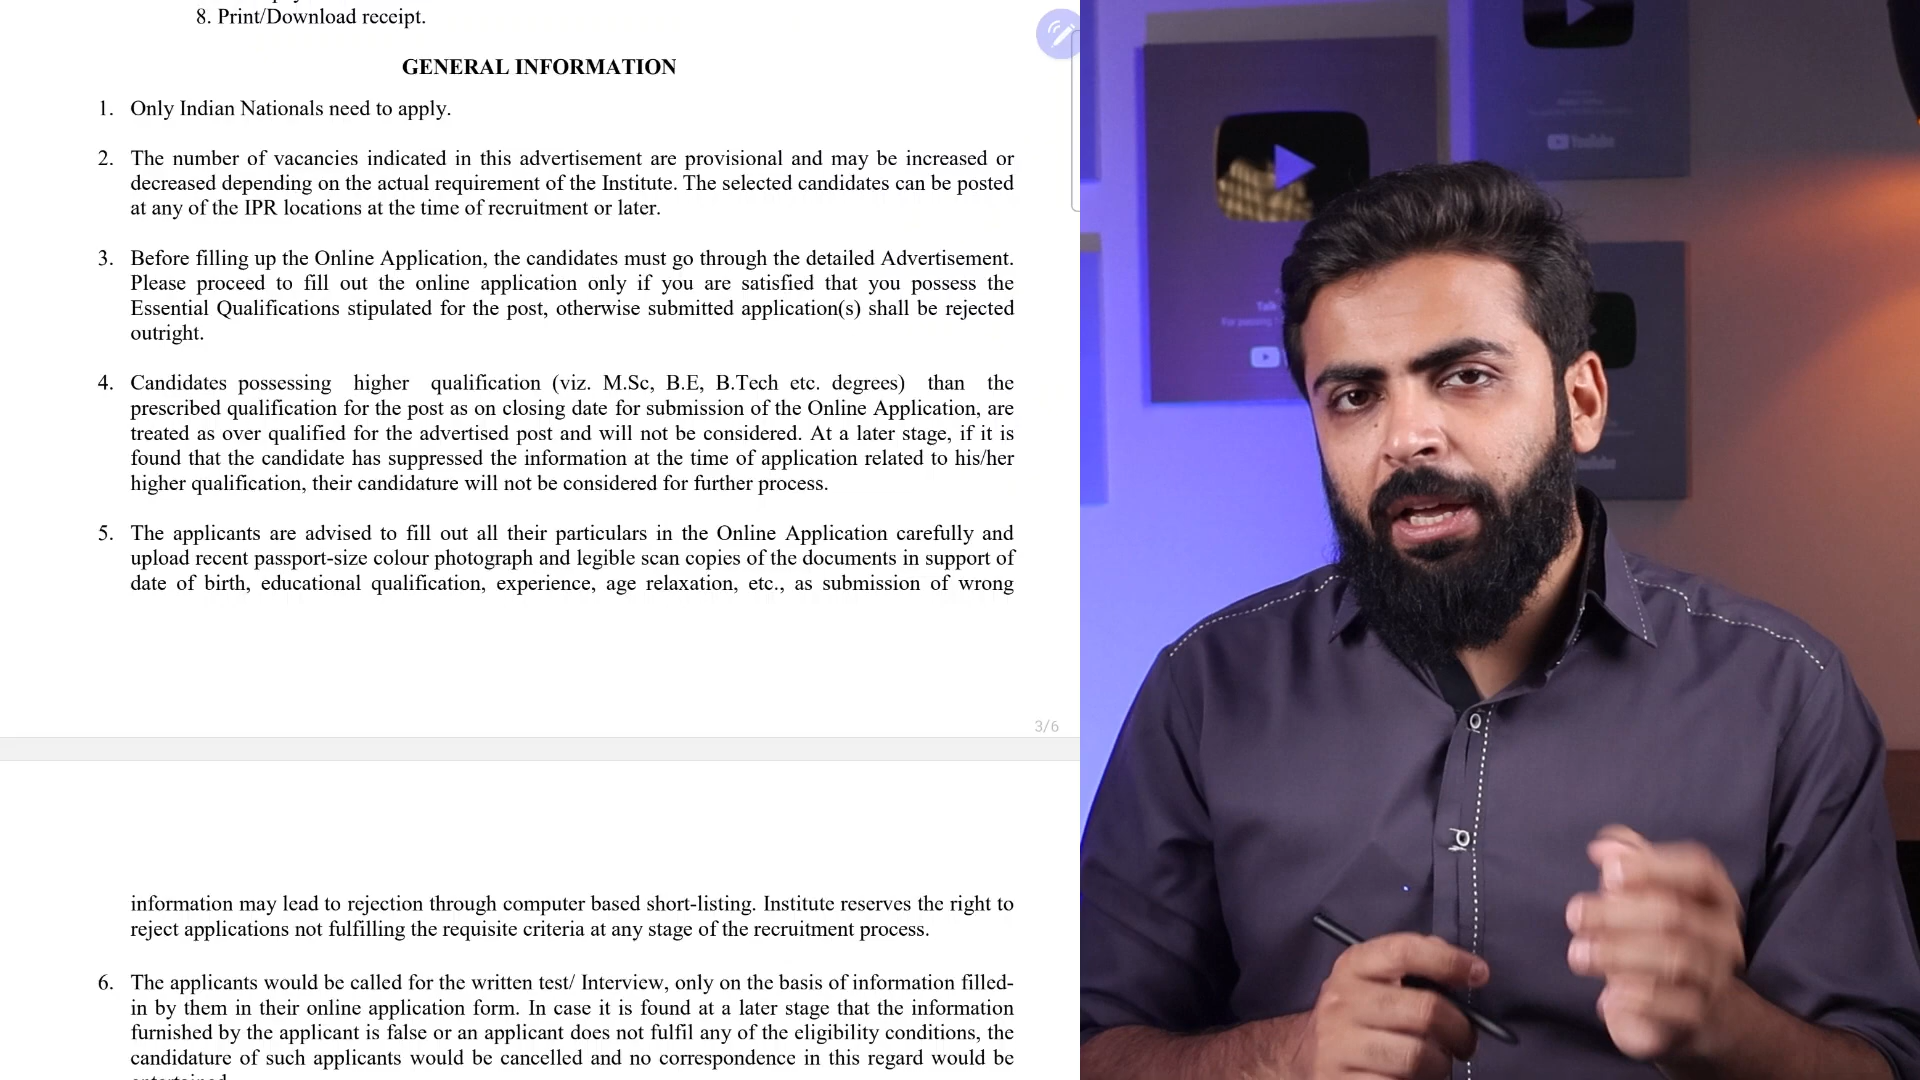 8. Print/Download receipt.
GENERAL INFORMATION
1. Only Indian Nationals need to apply.
2. The number of vacancies indicated in this advertisement are provisional and may be increased or
decreased depending on the actual requirement of the Institute. The selected candidates can be posted
at any of the IPR locations at the time of recruitment or later.
3. Before filling up the Online Application, the candidates must go through the detailed Advertisement.
Please proceed to fill out the online application only if you are satisfied that you possess the
Essential Qualifications stipulated for the post, otherwise submitted application(s) shall be rejected
outright.
4. Candidates possessing higher qualification (viz. M.Sc, B.E, B.Tech etc. degrees) than the
prescribed qualification for the post as on closing date for submission of the Online Application, are
treated as over qualified for the advertised post and will not be considered. At a later stage, if it is
found that the candidate has suppressed the information at the time of application related to his/her
higher qualification, their candidature will not be considered for further process.
5. The applicants are advised to fill out all their particulars in the Online Application carefully and
upload recent passport-size colour photograph and legible scan copies of the documents in support of
date of birth, educational qualification, experience, age relaxation, etc., as submission of wrong
3/6
information may lead to rejection through computer based short-listing. Institute reserves the right to
reject applications not fulfilling the requisite criteria at any stage of the recruitment process.
6. The applicants would be called for the written test/ Interview, only on the basis of information filled-
in by them in their online application form. In case it is found at a later stage that the information
furnished by the applicant is false or an applicant does not fulfil any of the eligibility conditions, the
candidature of such applicants would be cancelled and no correspondence in this regard would be
YouTube